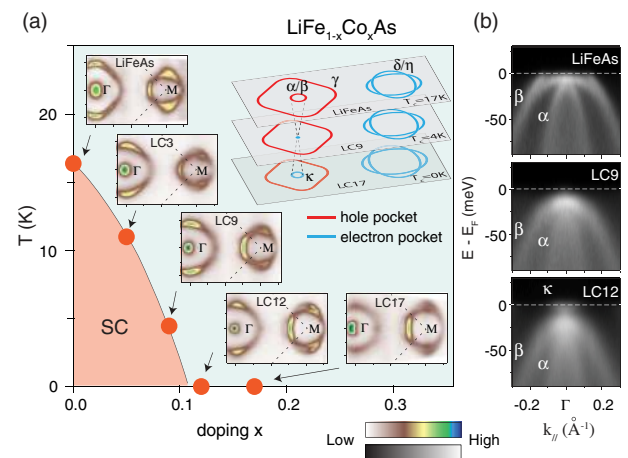 (a)
LiFe1-xCoxAs
(b)
LiFeAs
Γ
M
LC3
Γ
M
LC9
Γ
M
LC12
Γ
M
LC17
Γ
M
α/β
γ
δ/η
LiFeAs
Tc=17K
LC9
Tc=4K
κ
LC17
Tc=0K
hole pocket
electron pocket
SC
T (K)
20
10
0
0.0
0.1
0.2
0.3
doping x
Low
High
LiFeAs
0
β
α
-50
LC9
0
β
α
-50
LC12
κ
0
β
α
-50
E - EF (meV)
-0.2
Γ
0.2
k// (Å-1)